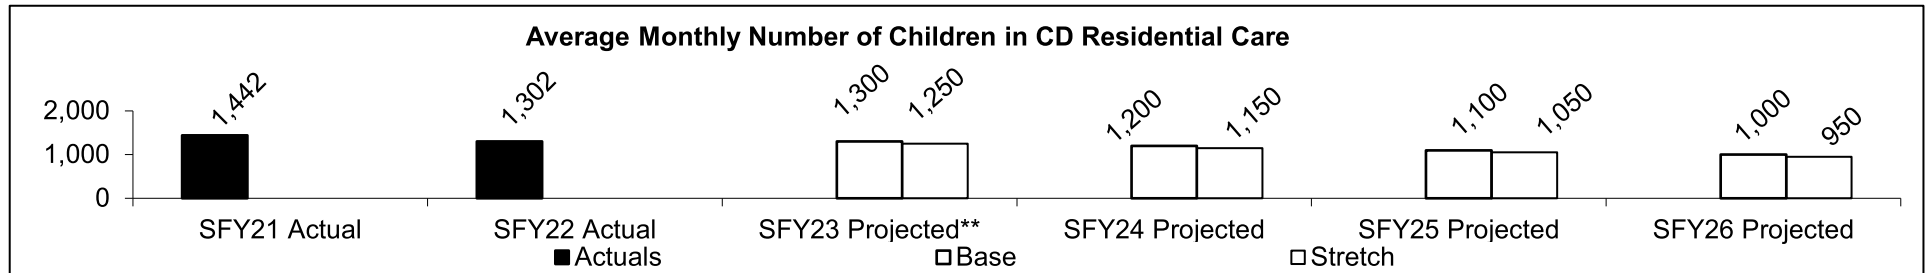 Average Monthly Number of Children in CD Residential Care
1,442
1,302
1,300
1,250
1,200
1,150
1,100
1,050
1,000
950
2,000
1,000
0
SFY21 Actual
SFY22 Actual
SFY23 Projected**
SFY24 Projected
SFY25 Projected
SFY26 Projected
Actuals
Base
Stretch